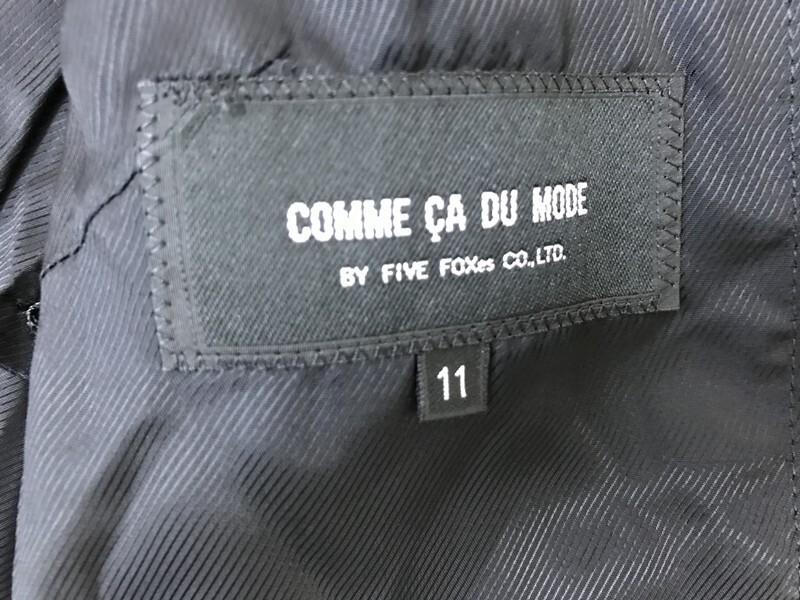 COMME ÇA DU MODE
BY FIVE FOXes CO.,LTD.
11